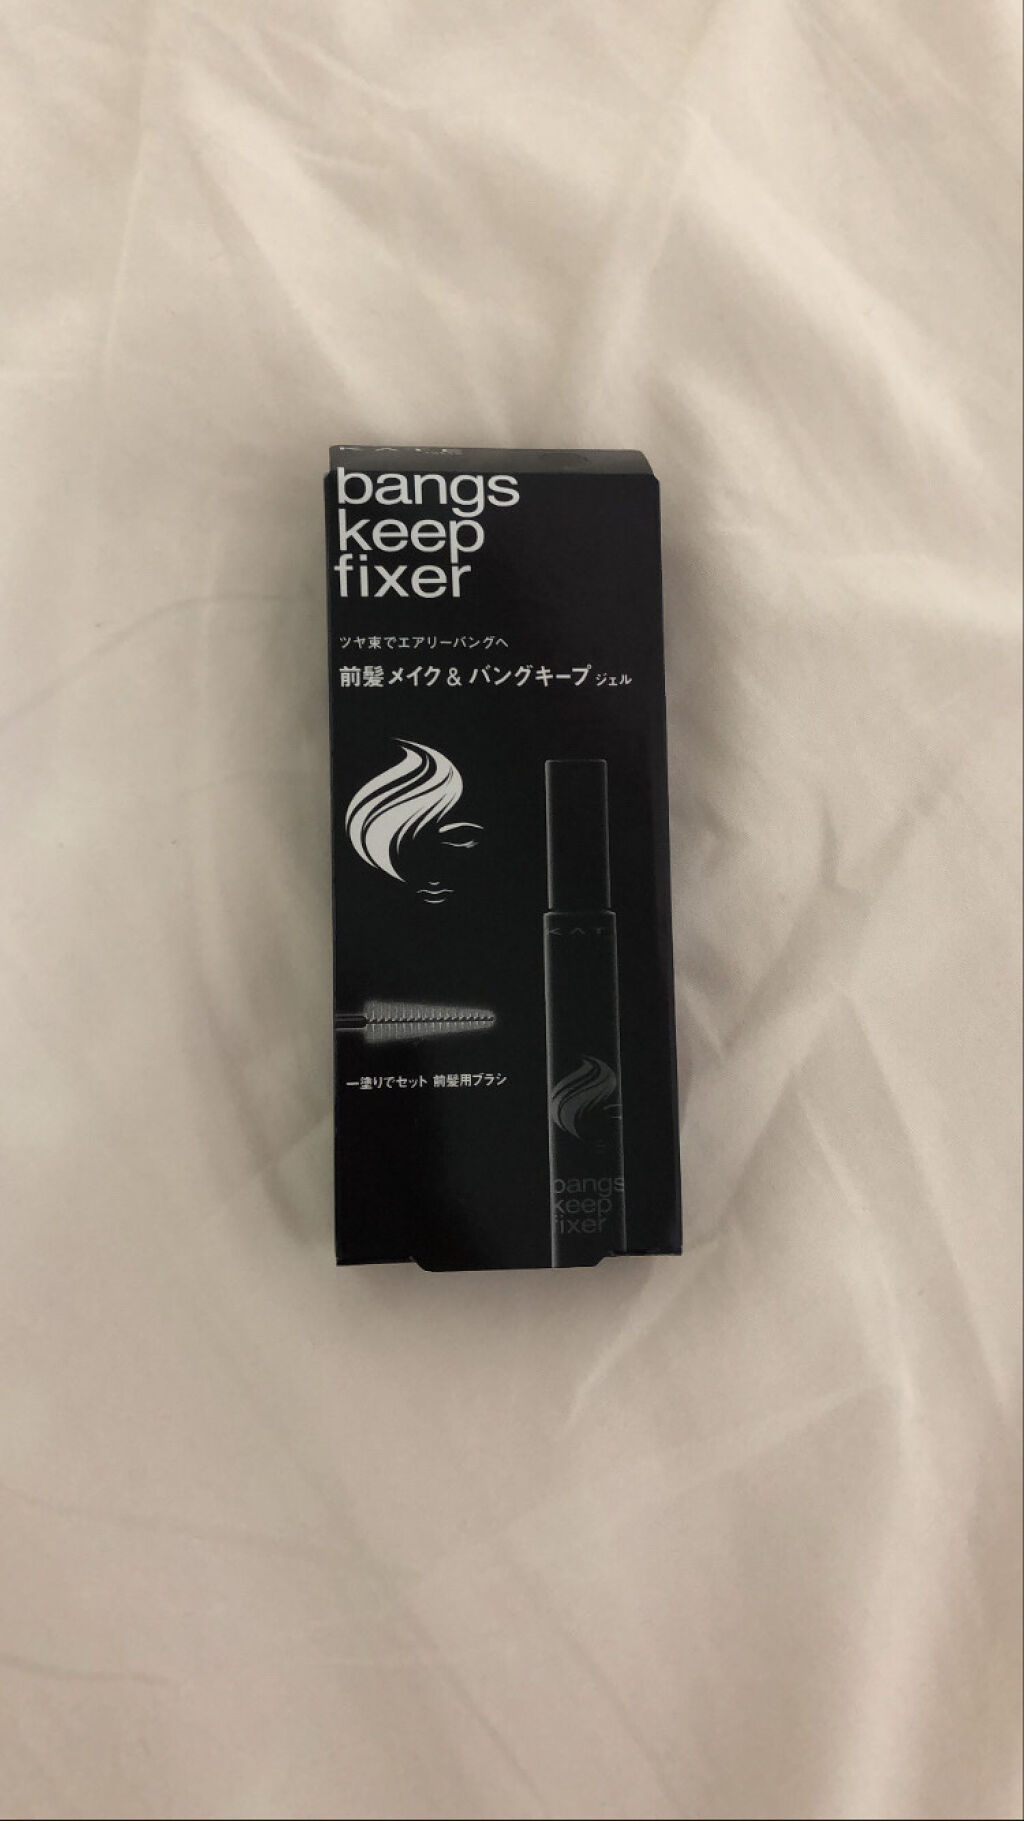 KATE
bangs
keep
fixer
ツヤ束でエアリーバングへ
前髪メイク & バングキープ ジェル
KAT
一塗りでセット 前髪用ブラシ
bangs
keep
fixer